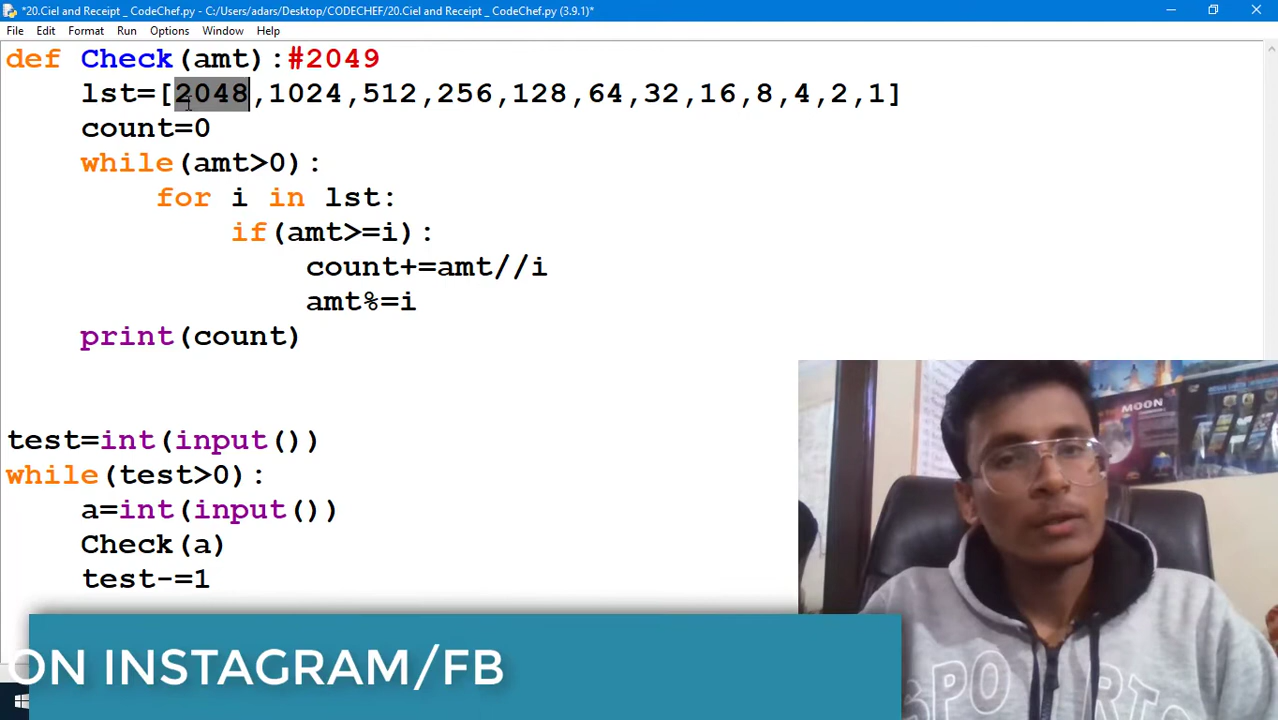 *20.Ciel and Receipt _ CodeChef.py - C:/Users/adars/Desktop/CODECHEF/20.Ciel and Receipt _ CodeChef.py (3.9.1)*
File Edit Format Run Options Window Help
def Check(amt):#2049
    lst=[2048,1024,512,256,128,64,32,16,8,4,2,1]
    count=0
    while(amt>0):
        for i in lst:
            if(amt>=i):
                count+=amt//i
                amt%=i
    print(count)
MOON
test=int(input())
while(test>0):
    a=int(input())
    Check(a)
    test-=1
ON INSTAGRAM/FB